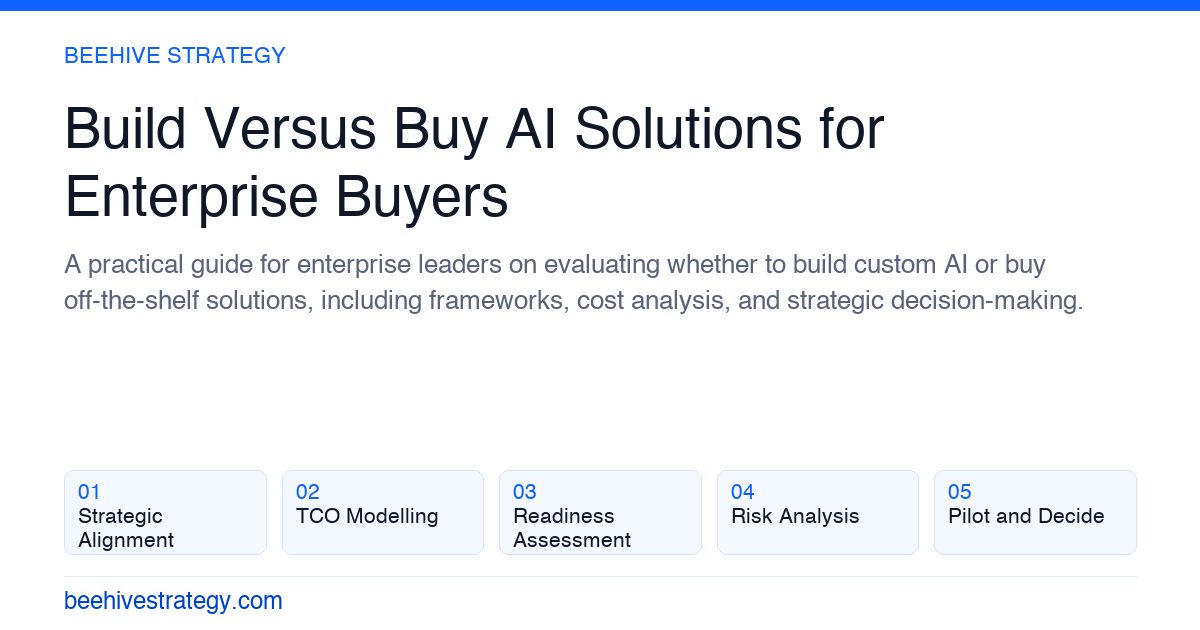 BEEHIVE STRATEGY
Build Versus Buy AI Solutions for
Enterprise Buyers
A practical guide for enterprise leaders on evaluating whether to build custom AI or buy
off-the-shelf solutions, including frameworks, cost analysis, and strategic decision-making.
01
Strategic
Alignment
02
TCO Modelling
03
Readiness
Assessment
04
Risk Analysis
05
Pilot and Decide
beehivestrategy.com